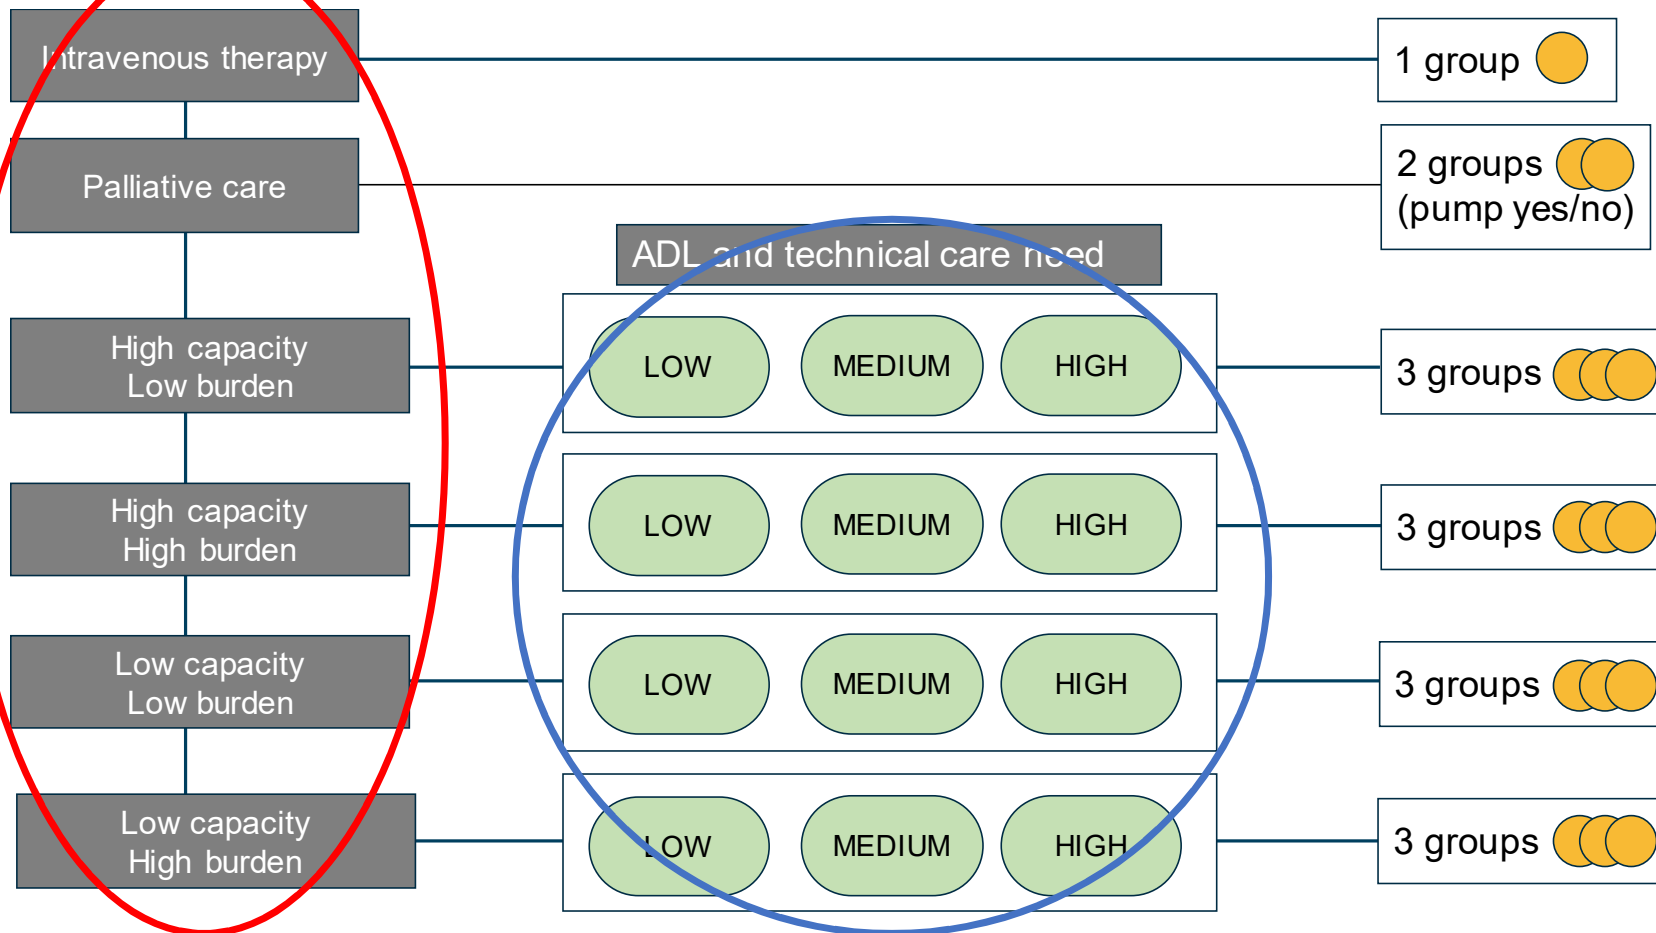 Intravenous therapy
1 group
Palliative care
2 groups
(pump yes/no)
ADL and technical care need
High capacity
Low burden
LOW
MEDIUM
HIGH
3 groups
High capacity
High burden
LOW
MEDIUM
HIGH
3 groups
Low capacity
Low burden
LOW
MEDIUM
HIGH
3 groups
Low capacity
High burden
LOW
MEDIUM
HIGH
3 groups